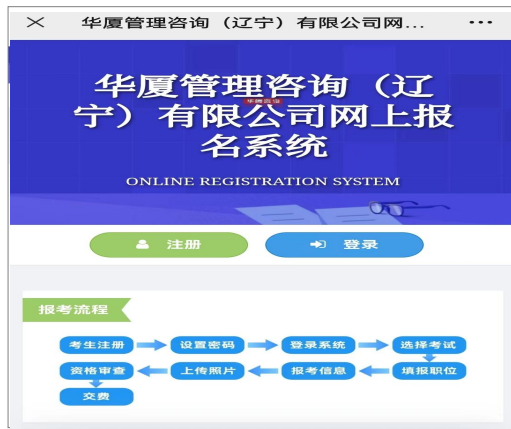 华厦管理咨询（辽宁）有限公司网...
华厦管理咨询（辽
宁）有限公司网上报
名系统
ONLINE REGISTRATION SYSTEM
注册
登录
报考流程
考生注册 设置密码 登录系统 选择考试
资格审查 上传照片 报考信息 填报职位
交费